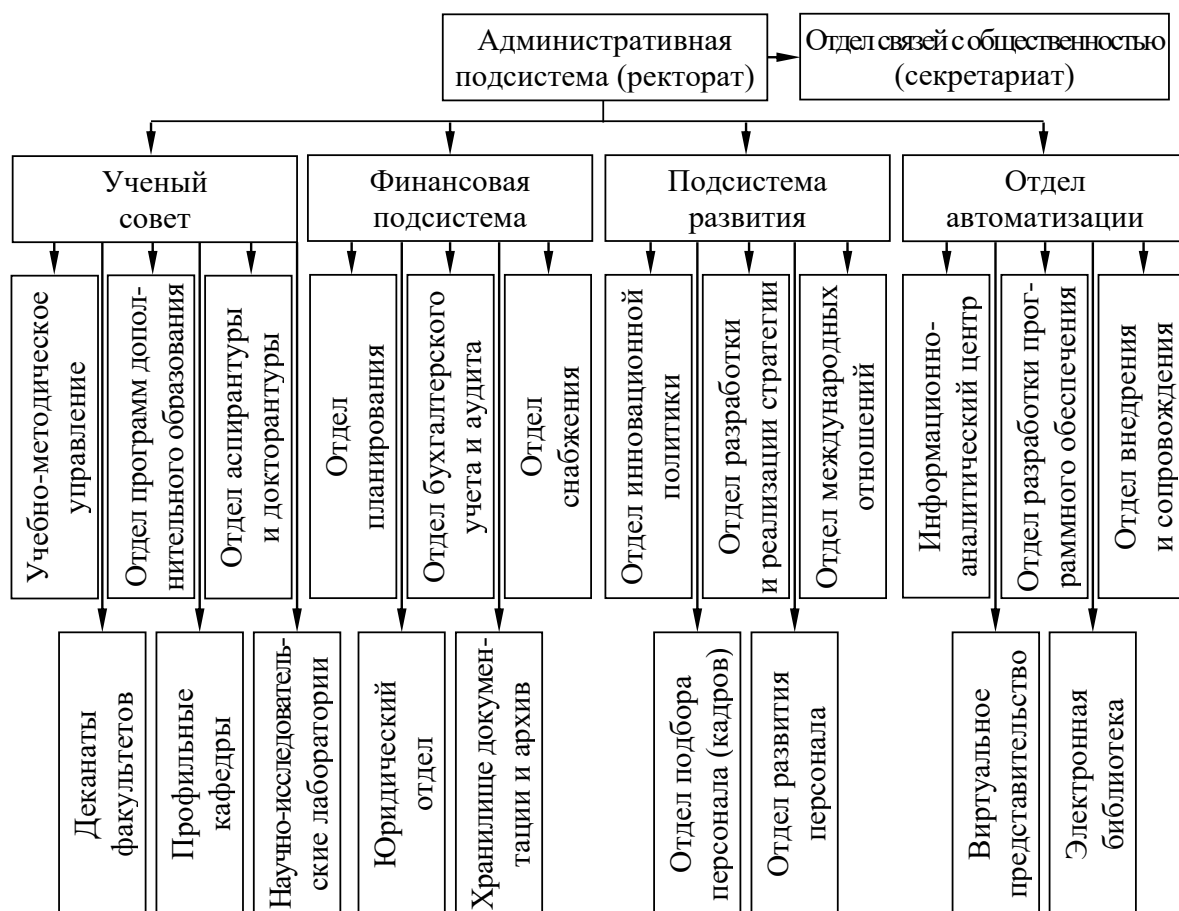 Административная
подсистема (ректорат)
Отдел связей с общественностью
(секретариат)
Ученый
совет
Финансовая
подсистема
Подсистема
развития
Отдел
автоматизации
Учебно-методическое
управление
Отдел программ допол-
нительного образования
Отдел аспирантуры
и докторантуры
Отдел
планирования
Отдел бухгалтерского
учета и аудита
Отдел
снабжения
Отдел инновационной
политики
Отдел разработки
и реализации стратегии
Отдел международных
отношений
Информационно-
аналитический центр
Отдел разработки прог-
раммного обеспечения
Отдел внедрения
и сопровождения
Деканаты
факультетов
Профильные
кафедры
Научно-исследователь-
ские лаборатории
Юридический
отдел
Хранилище докумен-
тации и архив
Отдел подбора
персонала (кадров)
Отдел развития
персонала
Виртуальное
представительство
Электронная
библиотека